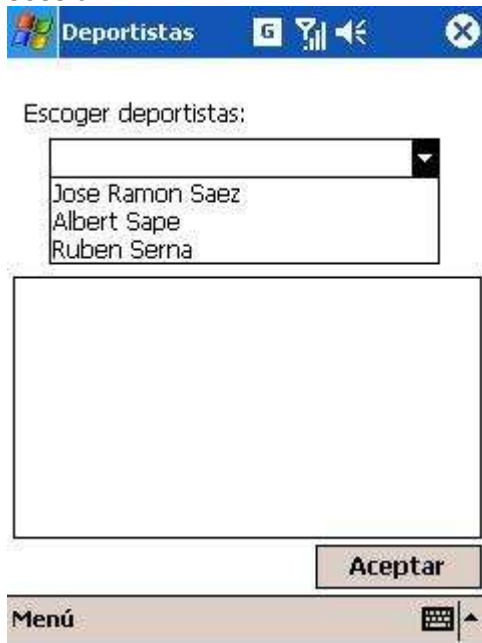 Deportistas G
Escoger deportistas:
Jose Ramon Saez
Albert Sape
Ruben Serna
Aceptar
Menú